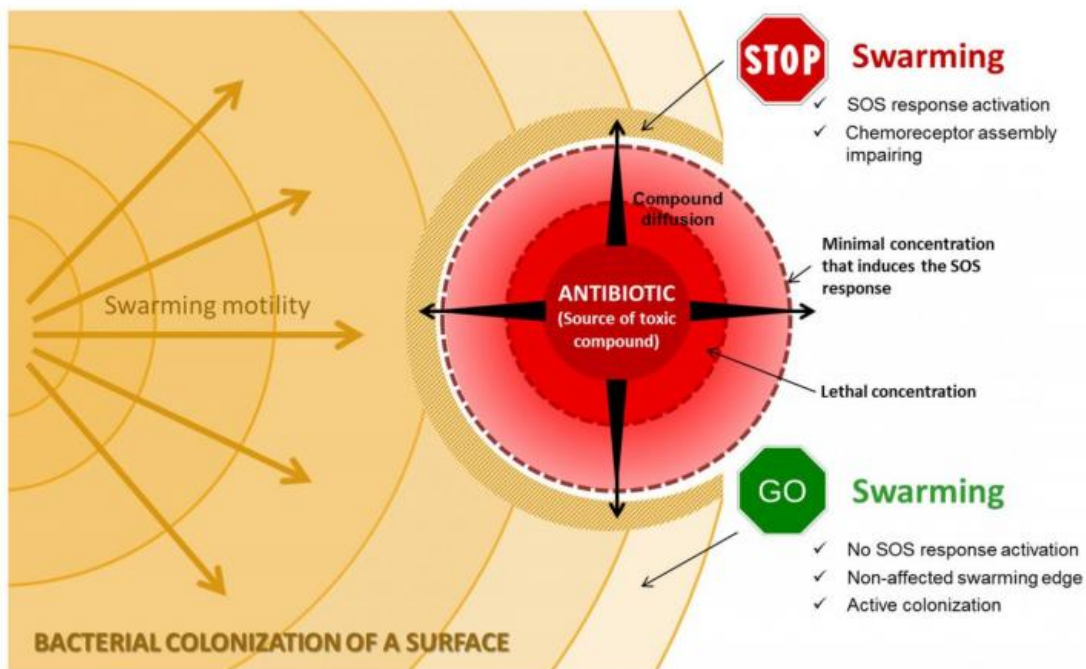 STOP
Swarming
✓ SOS response activation
✓ Chemoreceptor assembly
impairing
Compound
diffusion
Minimal concentration
that induces the SOS
response
Swarming motility
ANTIBIOTIC
(Source of toxic
compound)
Lethal concentration
GO
Swarming
✓ No SOS response activation
✓ Non-affected swarming edge
✓ Active colonization
BACTERIAL COLONIZATION OF A SURFACE